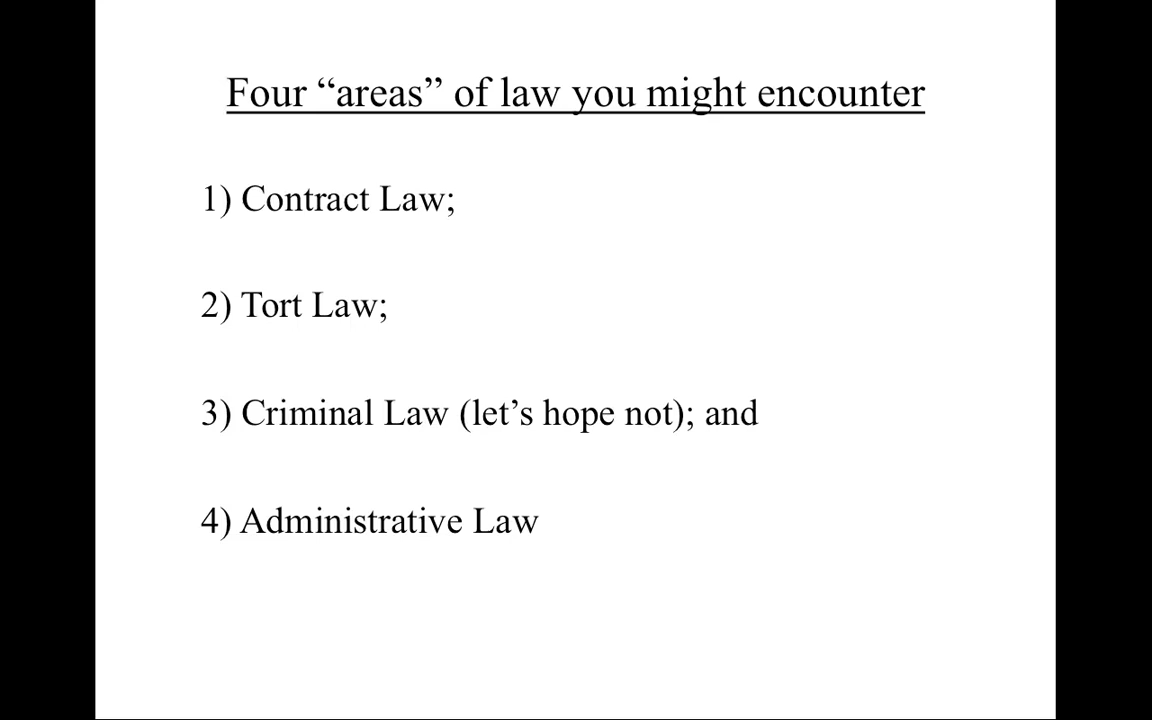 Four “areas” of law you might encounter
1) Contract Law;
2) Tort Law;
3) Criminal Law (let’s hope not); and
4) Administrative Law